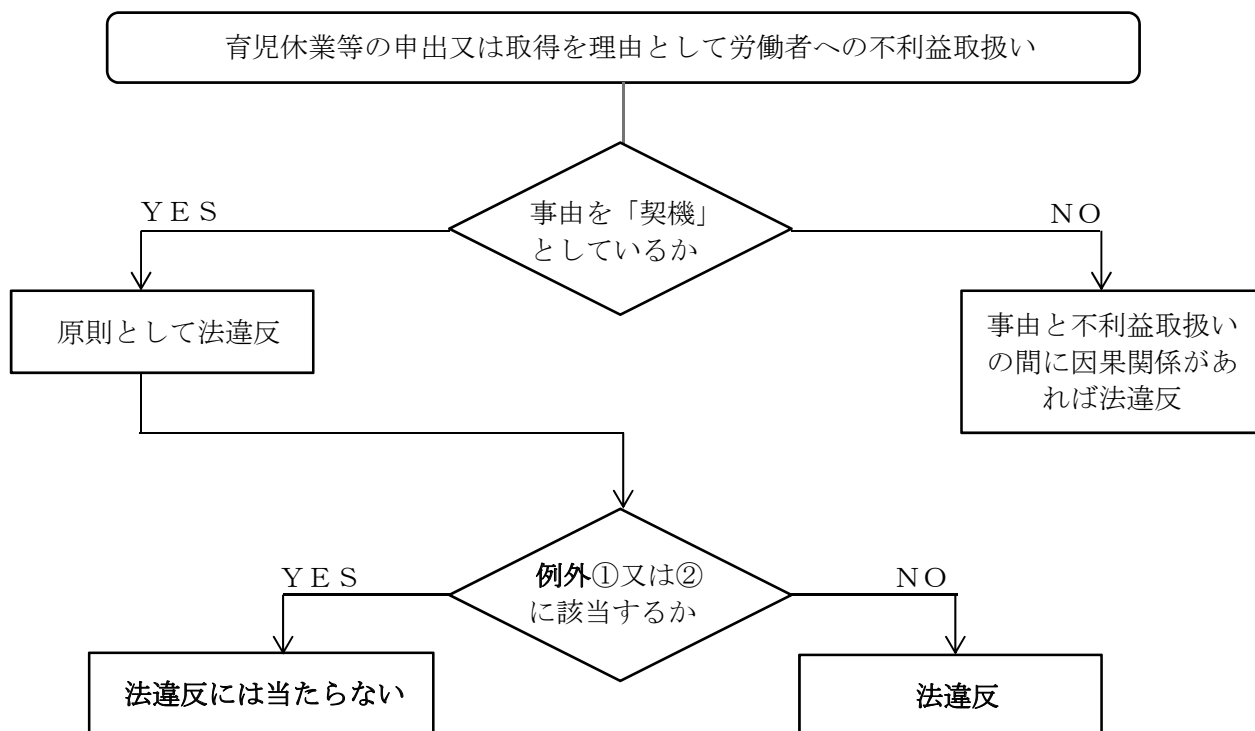 育児休業等の申出又は取得を理由として労働者への不利益取扱い
事由を「契機」
としているか
ＹＥＳ
ＮＯ
原則として法違反
事由と不利益取扱い
の間に因果関係があ
れば法違反
例外①又は②
に該当するか
ＹＥＳ
ＮＯ
法違反には当たらない
法違反